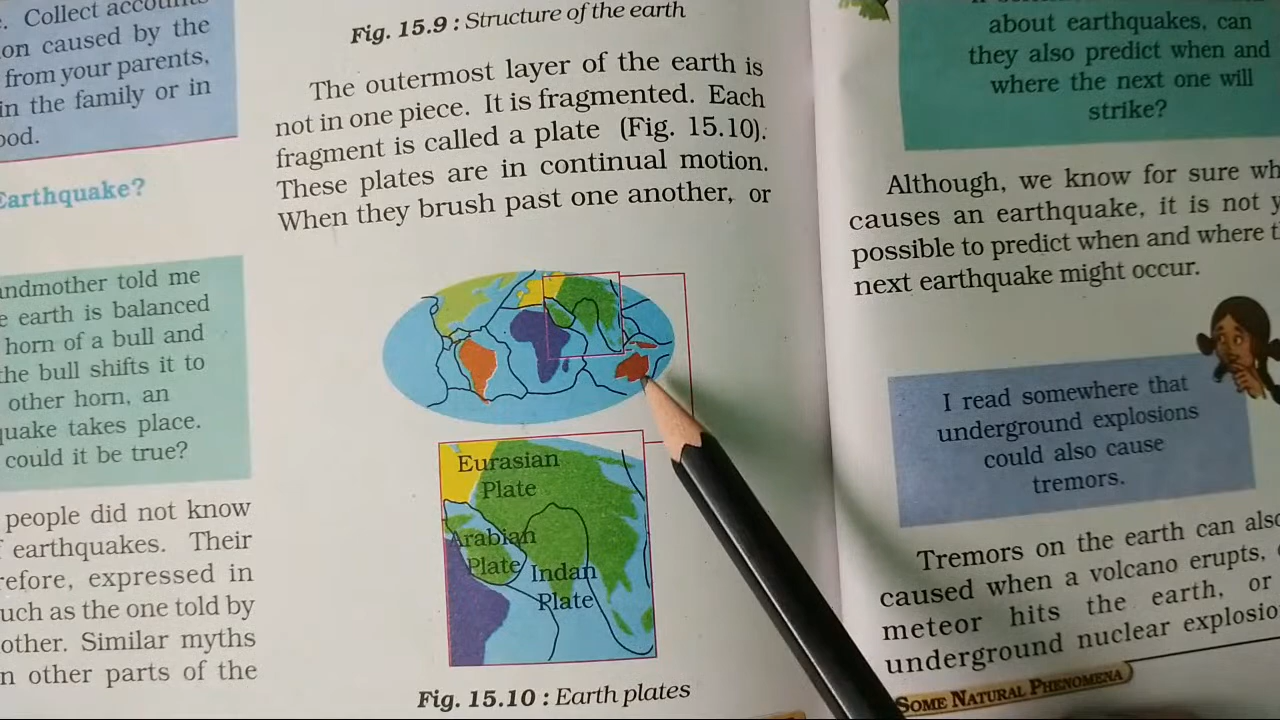 . Collect accounts
on caused by the
from your parents,
in the family or in
ood.
Earthquake?
andmother told me
e earth is balanced
horn of a bull and
the bull shifts it to
other horn, an
quake takes place.
could it be true?
people did not know
f earthquakes. Their
refore, expressed in
uch as the one told by
other. Similar myths
n other parts of the
Fig. 15.9 : Structure of the earth
The outermost layer of the earth is
not in one piece. It is fragmented. Each
fragment is called a plate (Fig. 15.10).
These plates are in continual motion.
When they brush past one another, or
Eurasian
Plate
Arabian
Plate
Indan
Plate
Fig. 15.10 : Earth plates
about earthquakes, can
they also predict when and
where the next one will
strike?
Although, we know for sure wh
causes an earthquake, it is not y
possible to predict when and where t
next earthquake might occur.
I read somewhere that
underground explosions
could also cause
tremors.
Tremors on the earth can also
caused when a volcano erupts,
meteor hits the earth, or
underground nuclear explosio
SOME NATURAL PHENOMENA